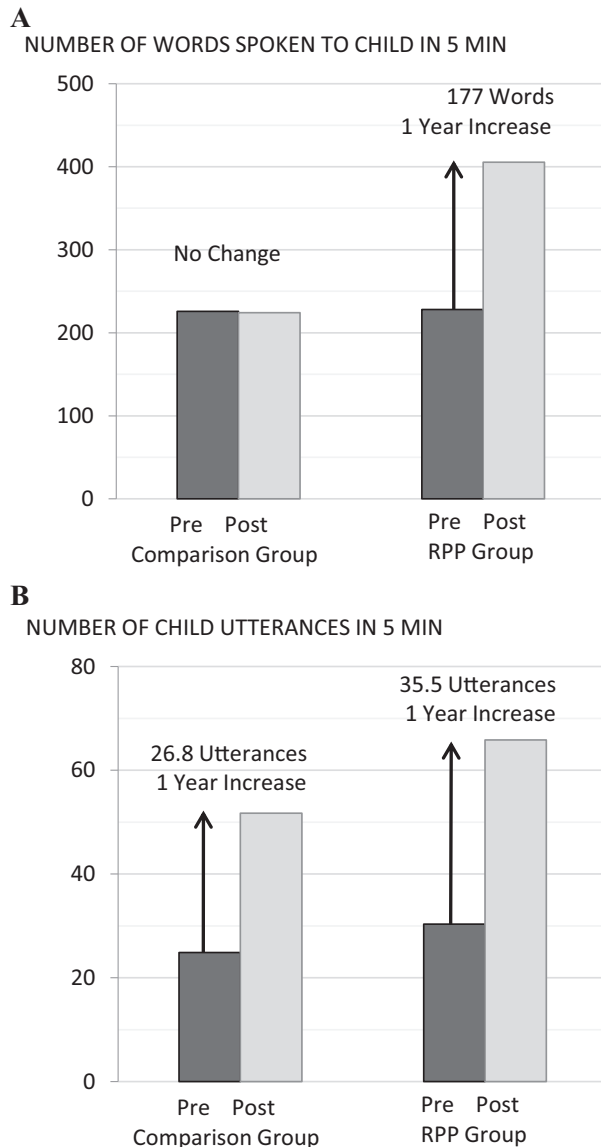 A
NUMBER OF WORDS SPOKEN TO CHILD IN 5 MIN
500
177 Words
1 Year Increase
400
300
No Change
200
100
0
Pre Post Pre Post
Comparison Group RPP Group
B
NUMBER OF CHILD UTTERANCES IN 5 MIN
80
35.5 Utterances
1 Year Increase
26.8 Utterances
1 Year Increase
60
40
20
0
Pre Post Pre Post
Comparison Group RPP Group